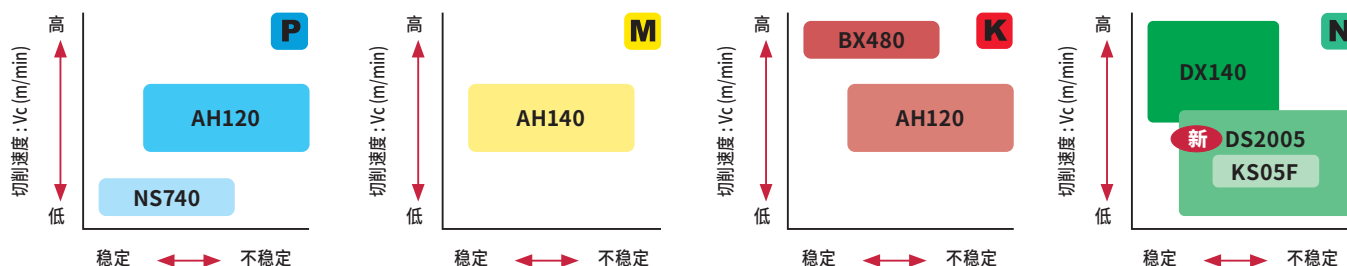 高
切削速度 : Vc (m/min)
低
P
AH120
NS740
稳定
不稳定
高
切削速度 : Vc (m/min)
低
M
AH140
稳定
不稳定
高
切削速度 : Vc (m/min)
低
BX480
K
AH120
稳定
不稳定
高
切削速度 : Vc (m/min)
低
N
DX140
新 DS2005
KS05F
稳定
不稳定